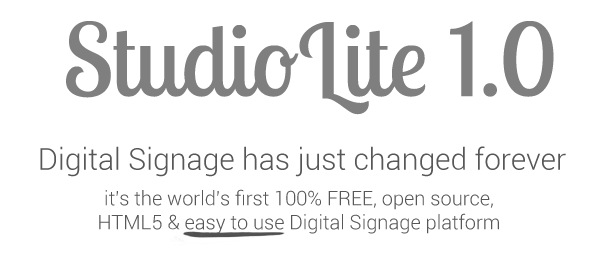 StudioLite 1.0
Digital Signage has just changed forever
it's the world's first 100% FREE, open source,
HTML5 & easy to use Digital Signage platform